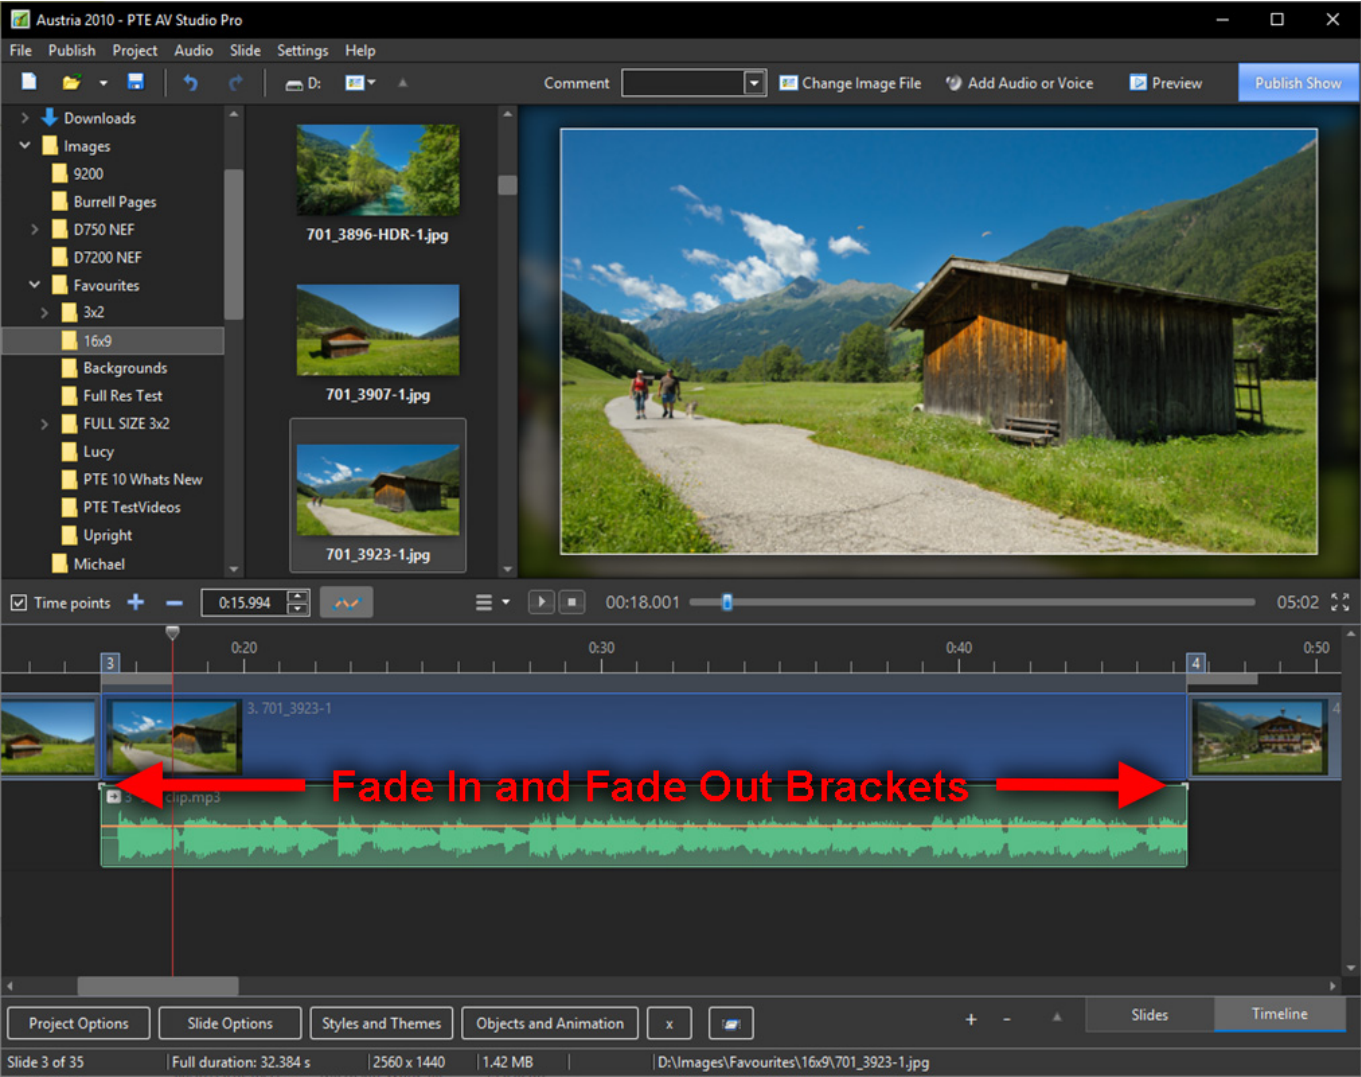 Austria 2010 - PTE AV Studio Pro
File Publish Project Audio Slide Settings Help
D: Comment Change Image File Add Audio or Voice Preview Publish Show
Downloads
Images
9200
Burrell Pages
D750 NEF
D7200 NEF
Favourites
3x2
16x9
Backgrounds
Full Res Test
FULL SIZE 3x2
Lucy
PTE 10 Whats New
PTE TestVideos
Upright
Michael
701_3896-HDR-1.jpg
701_3907-1.jpg
701_3923-1.jpg
Time points 0:15.994 00:18.001 05:02
0:20 0:30 0:40 0:50
3 4
3. 701_3923-1 4
Fade In and Fade Out Brackets
3 clip.mp3
Project Options Slide Options Styles and Themes Objects and Animation x + - Slides Timeline
Slide 3 of 35 Full duration: 32.384 s 2560 x 1440 1.42 MB D:\Images\Favourites\16x9\701_3923-1.jpg